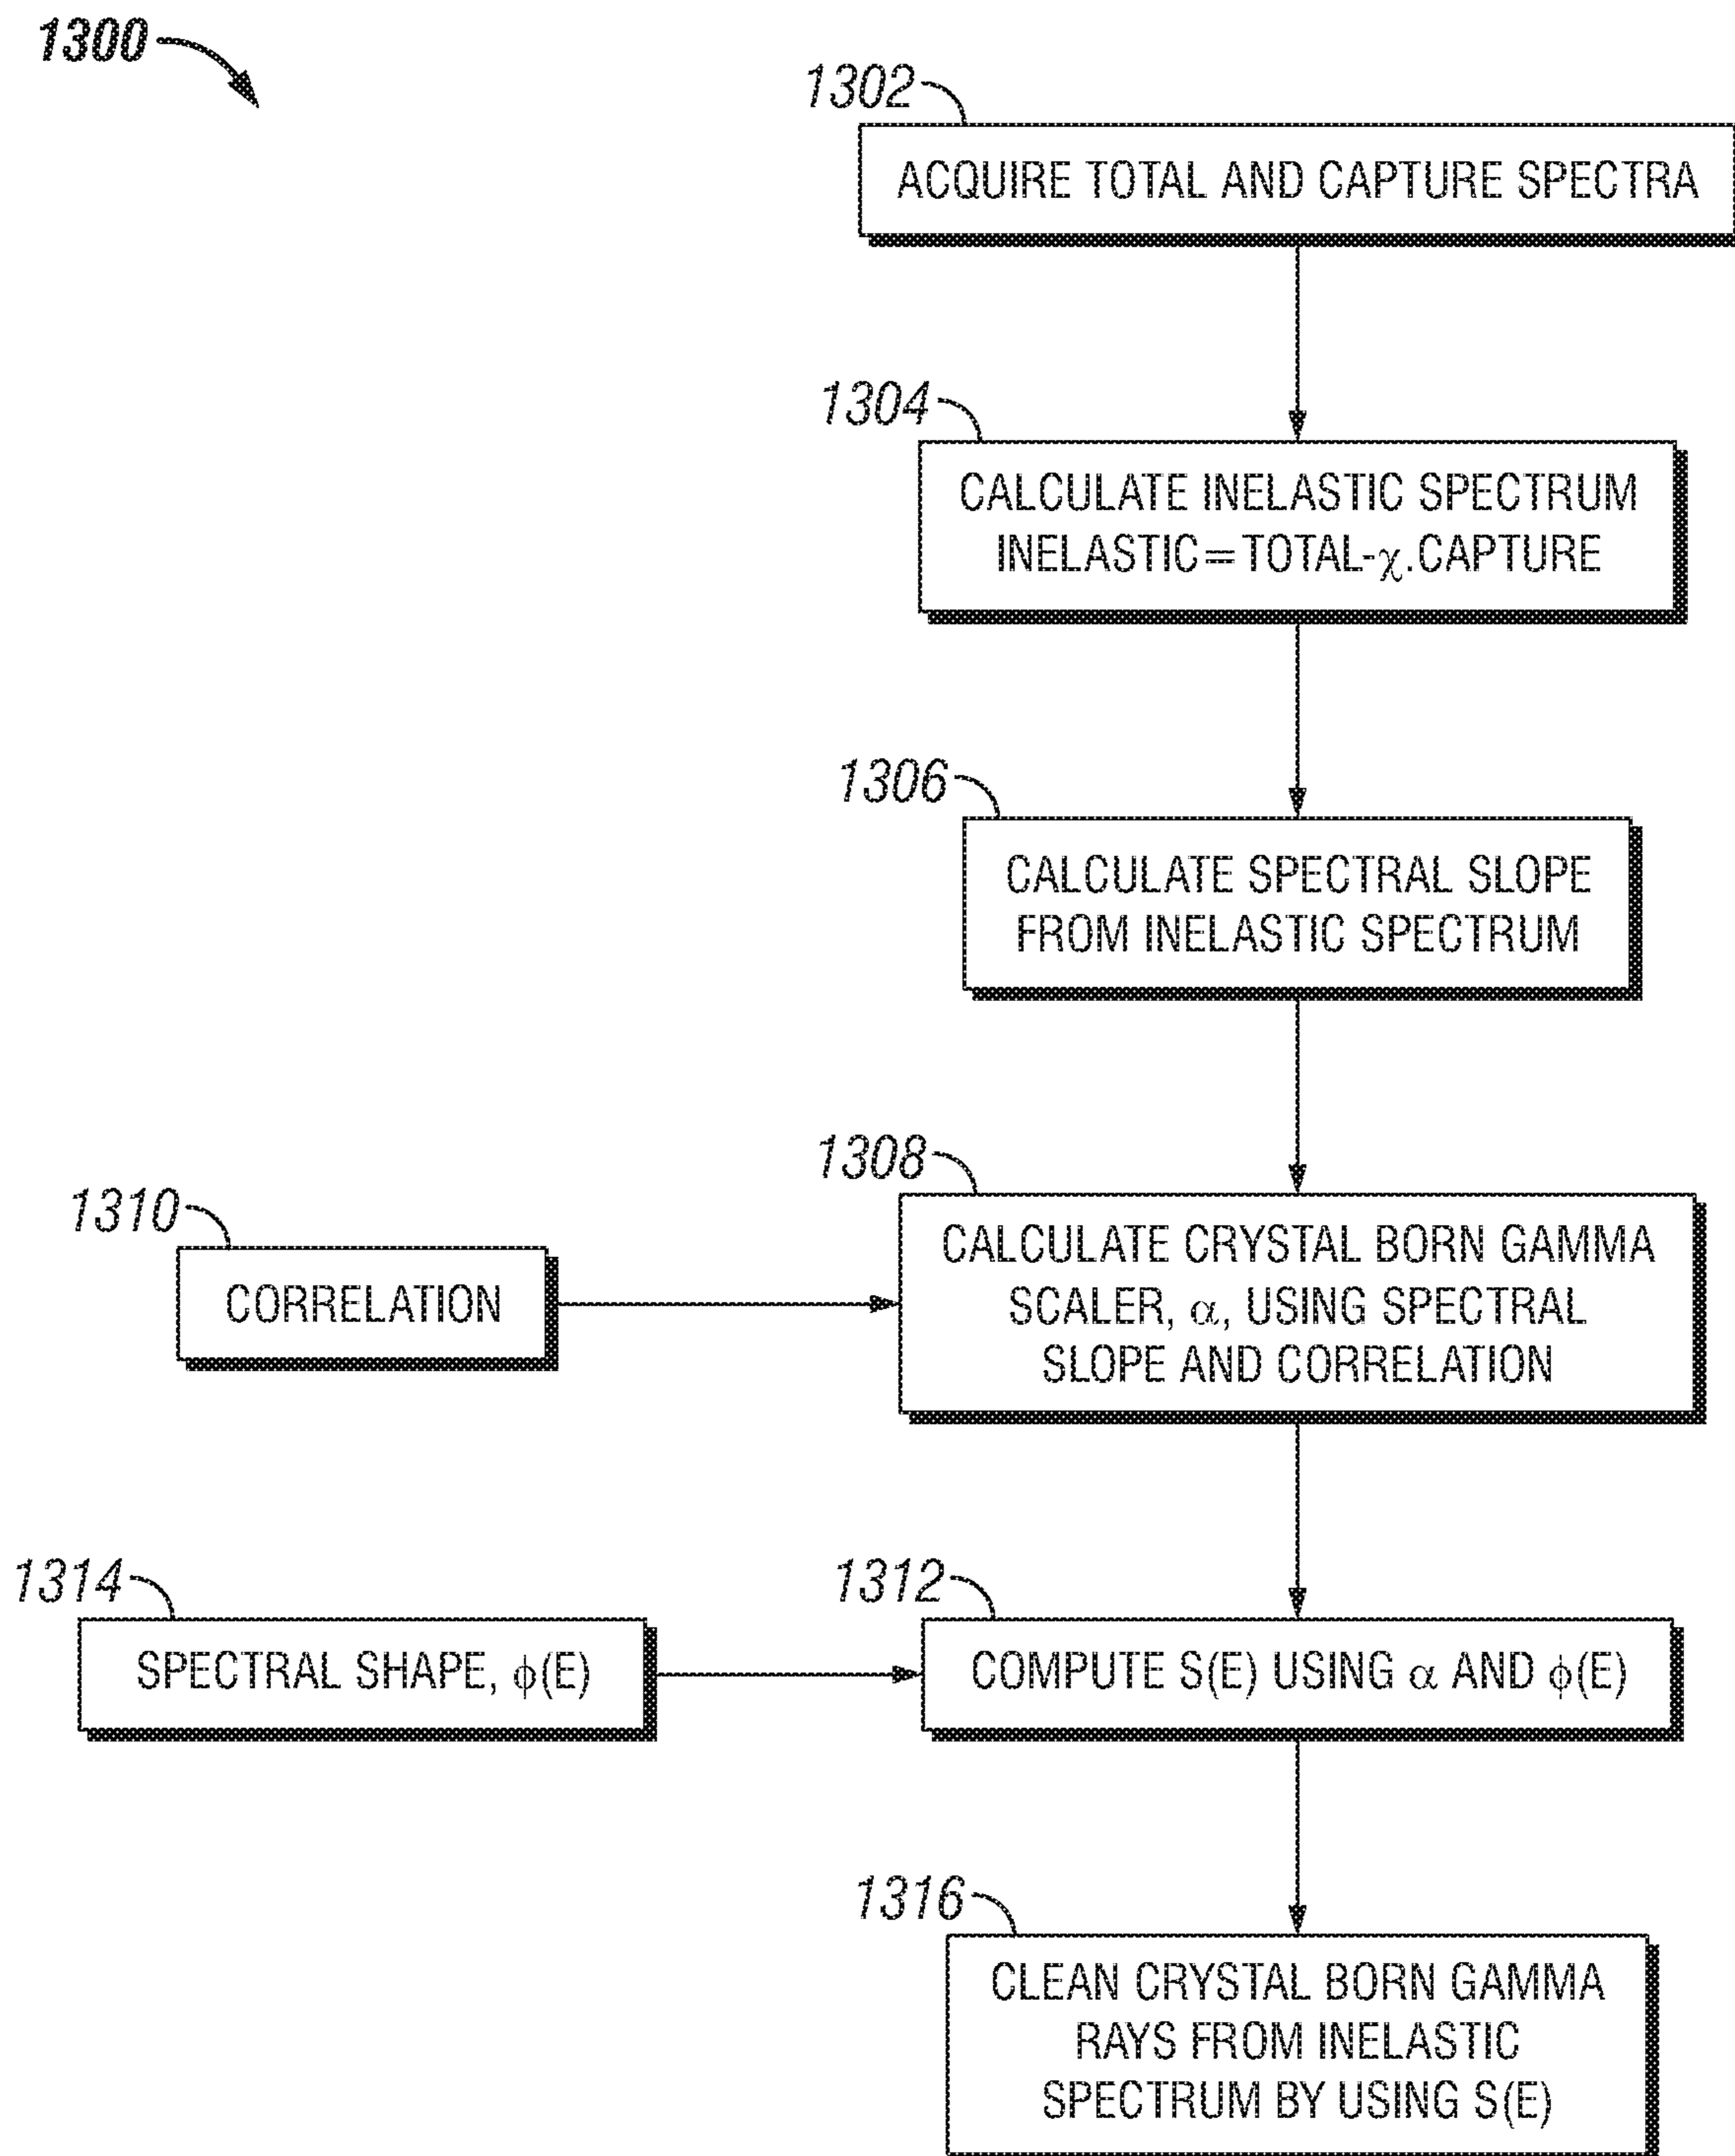 1300
1302
ACQUIRE TOTAL AND CAPTURE SPECTRA
1304
CALCULATE INELASTIC SPECTRUM
INELASTIC=TOTAL-χ.CAPTURE
1306
CALCULATE SPECTRAL SLOPE
FROM INELASTIC SPECTRUM
1308
CALCULATE CRYSTAL BORN GAMMA
SCALER, α, USING SPECTRAL
SLOPE AND CORRELATION
1310
CORRELATION
1314
SPECTRAL SHAPE, ϕ(E)
1312
COMPUTE S(E) USING α AND ϕ(E)
1316
CLEAN CRYSTAL BORN GAMMA
RAYS FROM INELASTIC
SPECTRUM BY USING S(E)